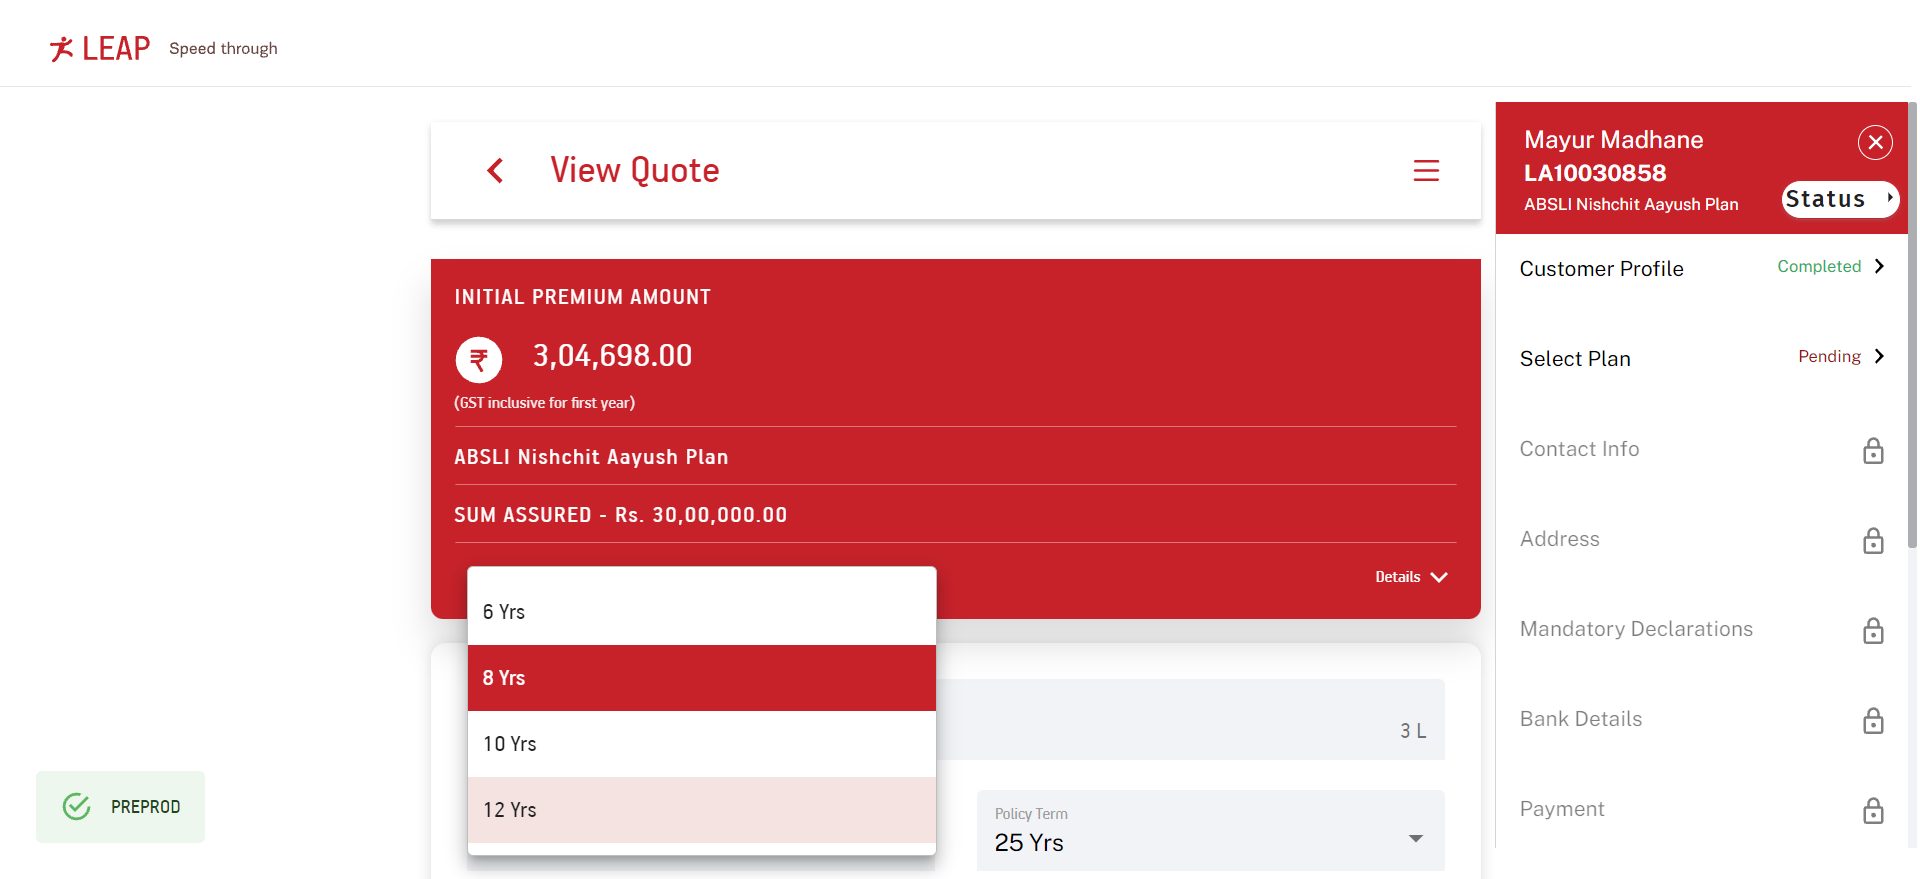 LEAP Speed through
View Quote
INITIAL PREMIUM AMOUNT
₹ 3,04,698.00
(GST inclusive for first year)
ABSLI Nishchit Aayush Plan
SUM ASSURED - Rs. 30,00,000.00
Details
6 Yrs
8 Yrs
10 Yrs
12 Yrs
3 L
Policy Term
25 Yrs
PREPROD
Mayur Madhane
LA10030858
ABSLI Nishchit Aayush Plan
Status
Customer Profile Completed
Select Plan Pending
Contact Info
Address
Mandatory Declarations
Bank Details
Payment